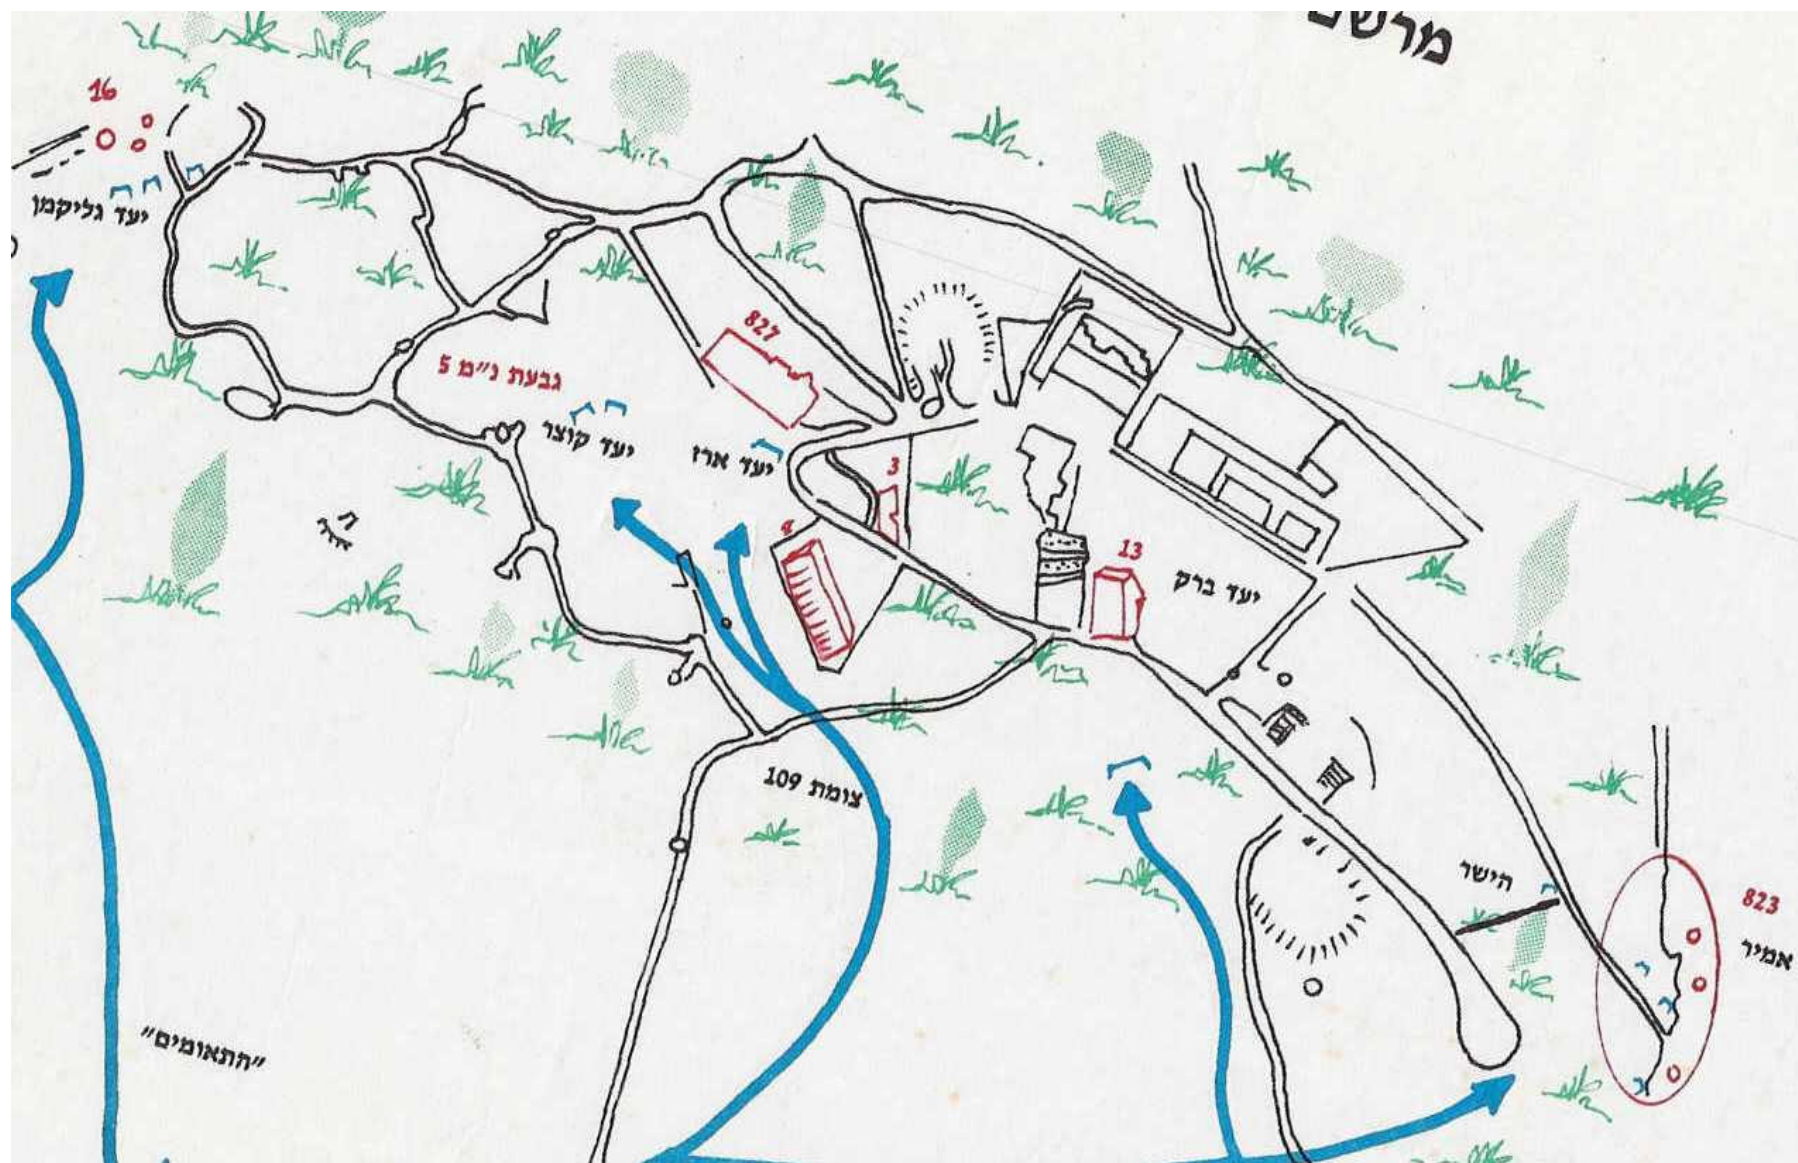 מרשם
16
יעד גליקמן
827
גבעת נ״מ 5
יעד קוצר
יעד ארז
3
4
13
יעד ברק
צומת 109
הישר
823
אמיר
"התאומים"